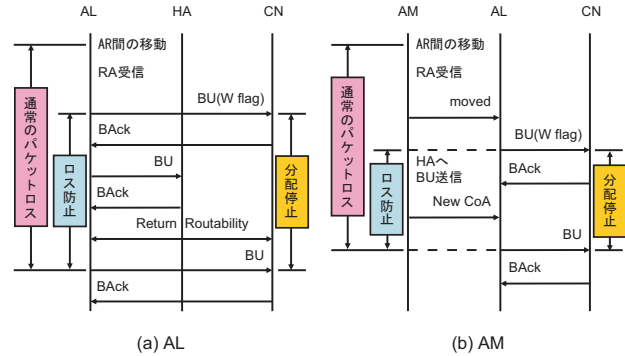 AL HA CN
AR間の移動
RA受信
BU(W flag)
BAck
BU
BAck
Return Routability
BU
BAck
通常のパケットロス
ロス防止
分配停止
(a) AL
AM AL CN
AR間の移動
RA受信
moved
BU(W flag)
HAへ
BU送信
BAck
New CoA
BU
BAck
通常のパケットロス
ロス防止
分配停止
(b) AM